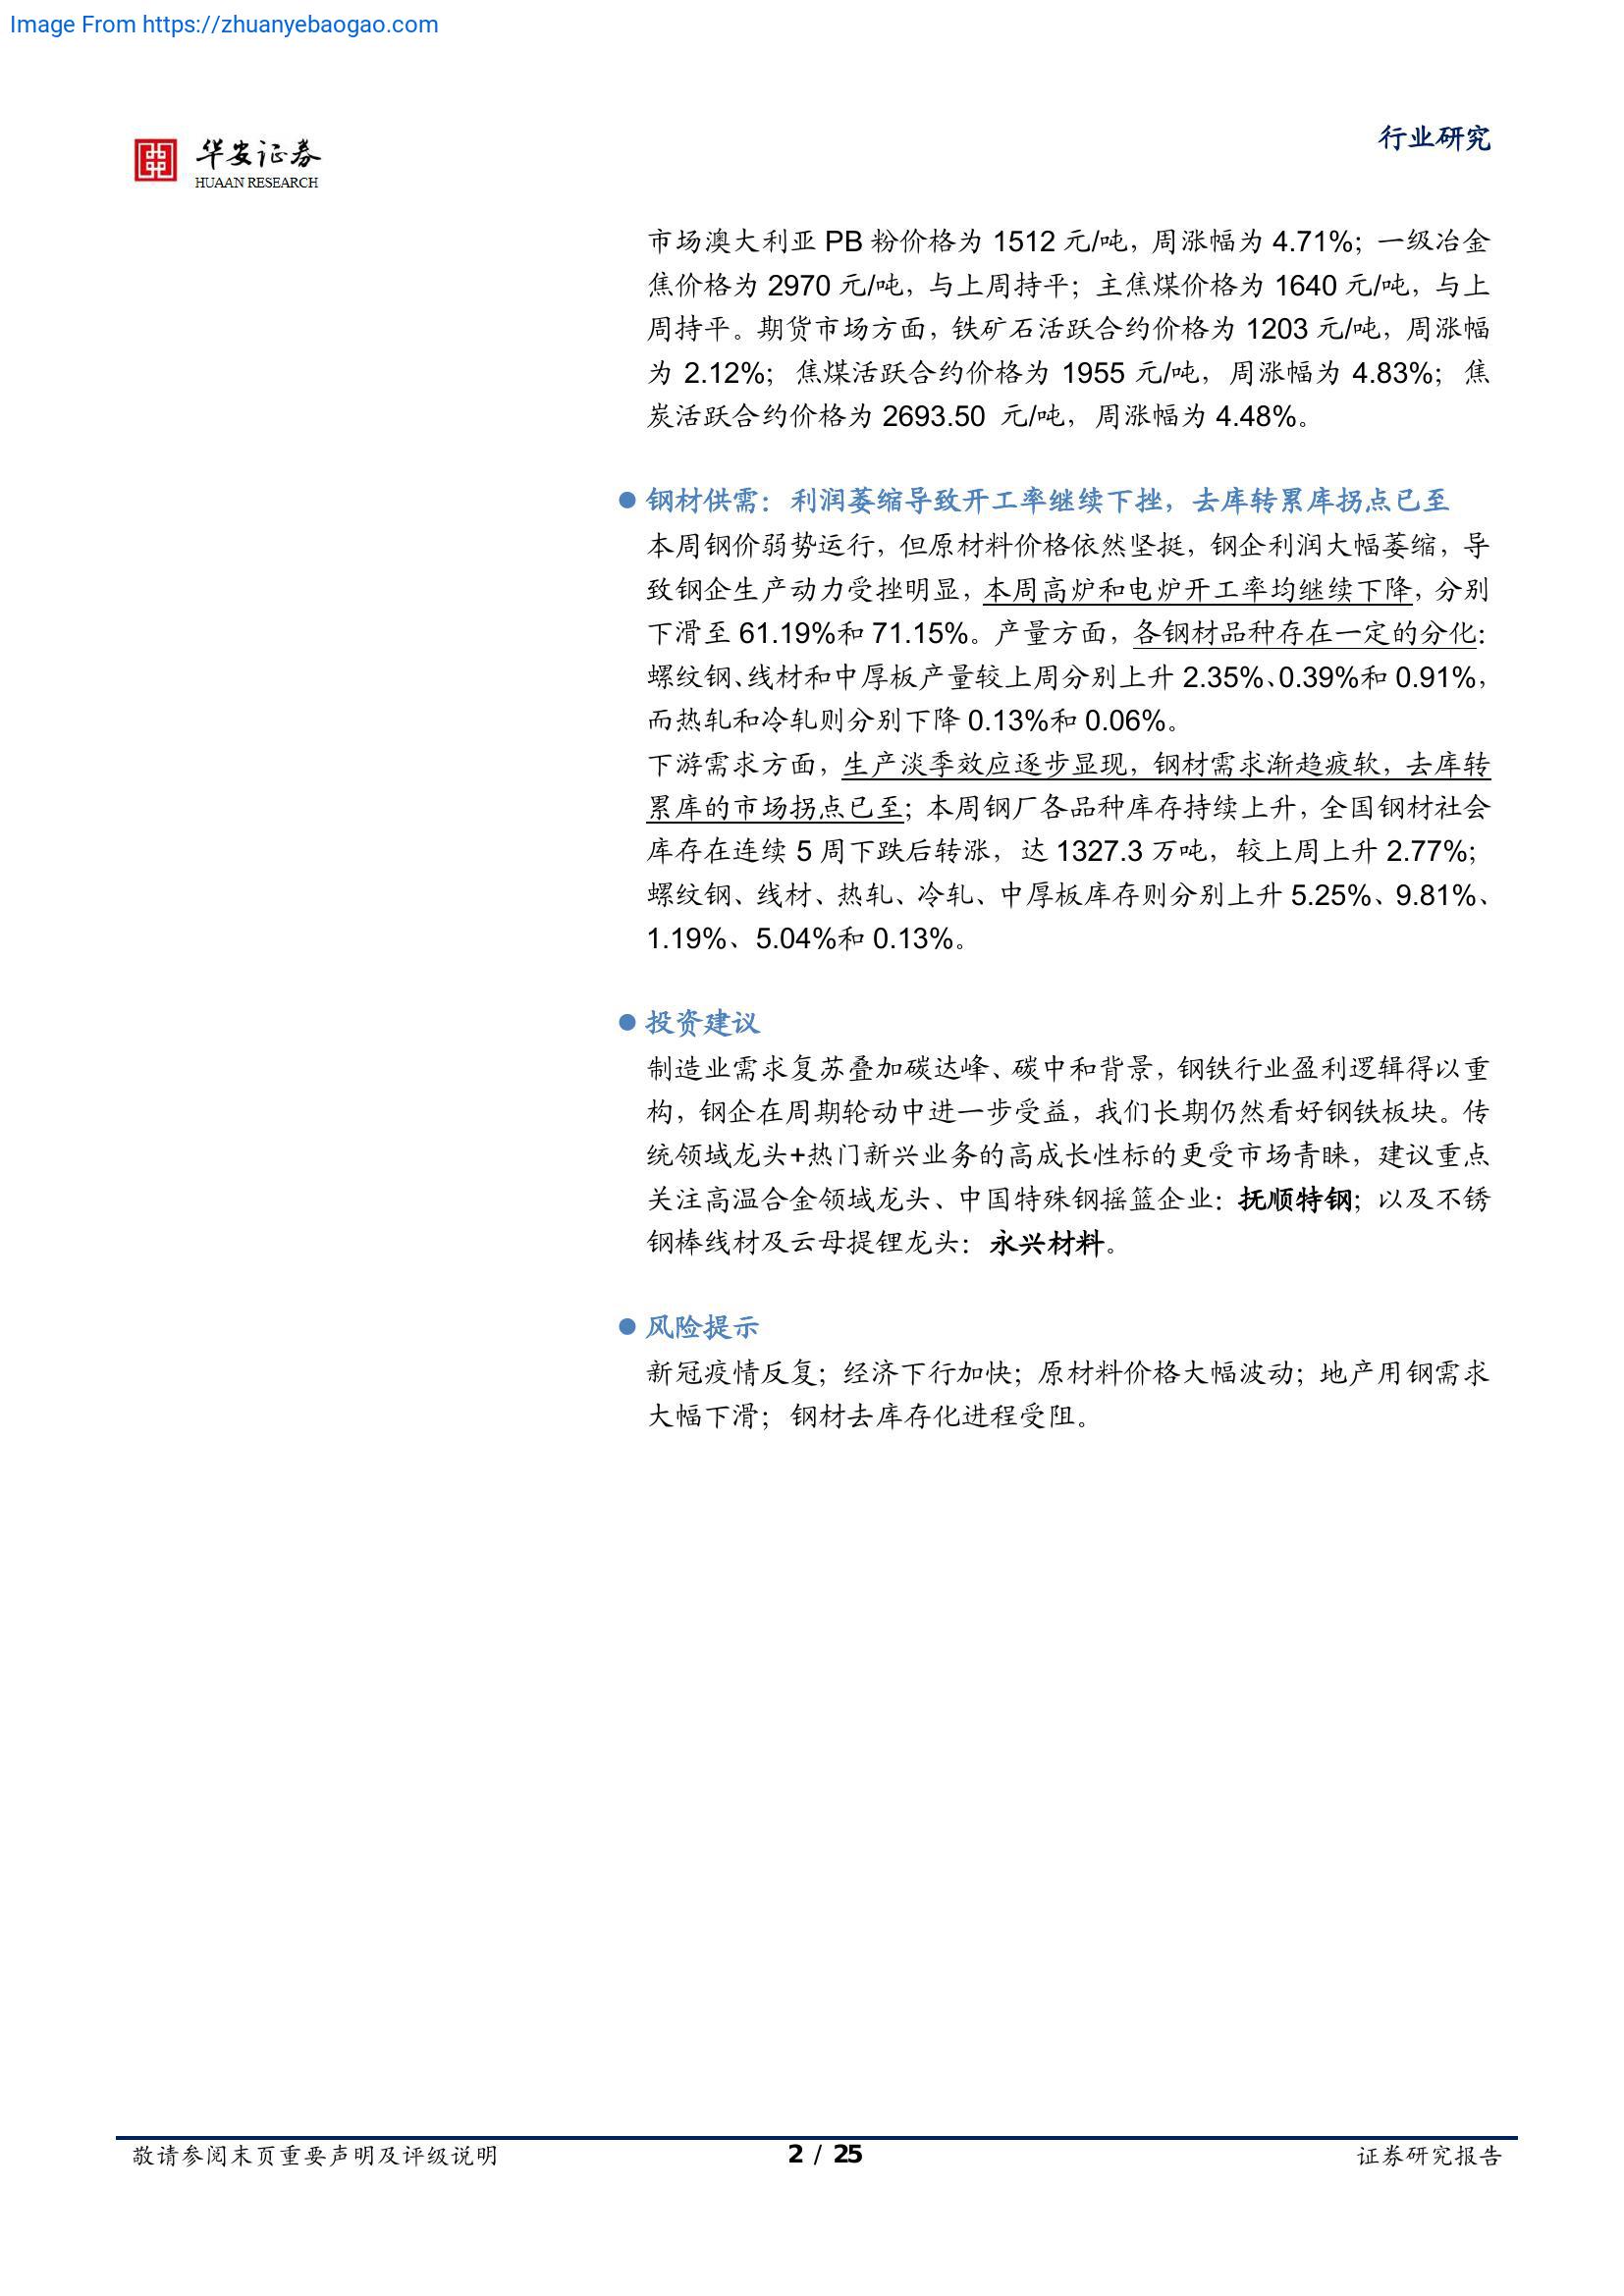 Image From https://zhuanyebaogao.com
华安证券
HUAAN RESEARCH
行业研究
市场澳大利亚 PB 粉价格为 1512 元/吨，周涨幅为 4.71%；一级冶金
焦价格为 2970 元/吨，与上周持平；主焦煤价格为 1640 元/吨，与上
周持平。期货市场方面，铁矿石活跃合约价格为 1203 元/吨，周涨幅
为 2.12%；焦煤活跃合约价格为 1955 元/吨，周涨幅为 4.83%；焦
炭活跃合约价格为 2693.50 元/吨，周涨幅为 4.48%。
● 钢材供需：利润萎缩导致开工率继续下挫，去库转累库拐点已至
本周钢价弱势运行，但原材料价格依然坚挺，钢企利润大幅萎缩，导
致钢企生产动力受挫明显，本周高炉和电炉开工率均继续下降，分别
下滑至 61.19%和 71.15%。产量方面，各钢材品种存在一定的分化：
螺纹钢、线材和中厚板产量较上周分别上升 2.35%、0.39%和 0.91%，
而热轧和冷轧则分别下降 0.13%和 0.06%。
下游需求方面，生产淡季效应逐步显现，钢材需求渐趋疲软，去库转
累库的市场拐点已至；本周钢厂各品种库存持续上升，全国钢材社会
库存在连续 5 周下跌后转涨，达 1327.3 万吨，较上周上升 2.77%；
螺纹钢、线材、热轧、冷轧、中厚板库存则分别上升 5.25%、9.81%、
1.19%、5.04%和 0.13%。
● 投资建议
制造业需求复苏叠加碳达峰、碳中和背景，钢铁行业盈利逻辑得以重
构，钢企在周期轮动中进一步受益，我们长期仍然看好钢铁板块。传
统领域龙头+热门新兴业务的高成长性标的更受市场青睐，建议重点
关注高温合金领域龙头、中国特殊钢摇篮企业：抚顺特钢；以及不锈
钢棒线材及云母提锂龙头：永兴材料。
● 风险提示
新冠疫情反复；经济下行加快；原材料价格大幅波动；地产用钢需求
大幅下滑；钢材去库存化进程受阻。
敬请参阅末页重要声明及评级说明
2 / 25
证券研究报告